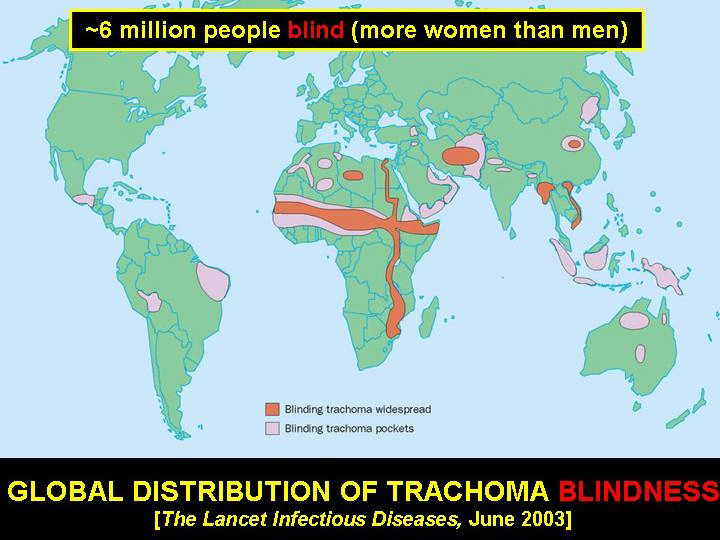 ~6 million people blind (more women than men)
Blinding trachoma widespread
Blinding trachoma pockets
GLOBAL DISTRIBUTION OF TRACHOMA BLINDNESS
[The Lancet Infectious Diseases, June 2003]